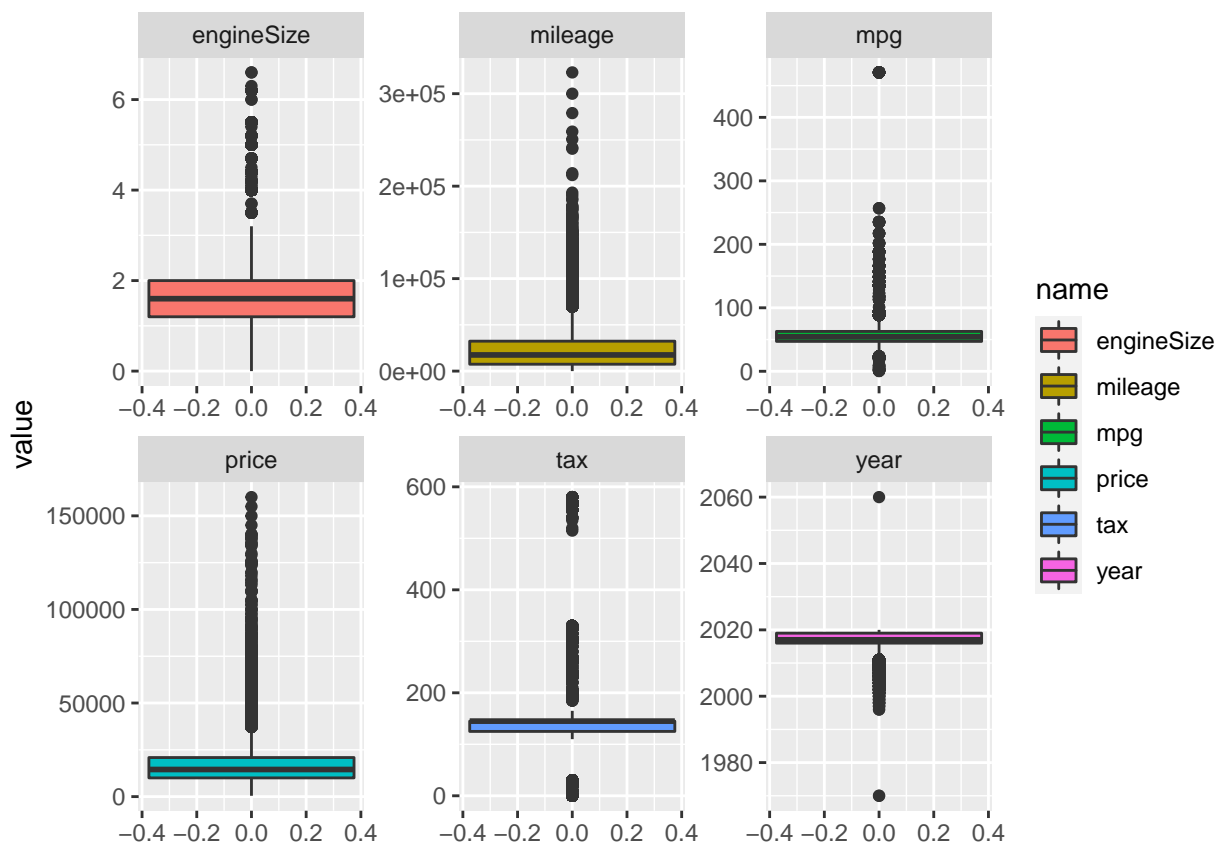 engineSize mileage mpg
6
4
2
0
3e+05
2e+05
1e+05
0e+00
400
300
200
100
0
−0.4 −0.2 0.0 0.2 0.4 −0.4 −0.2 0.0 0.2 0.4 −0.4 −0.2 0.0 0.2 0.4
value
price tax year
150000
100000
50000
0
600
400
200
0
2060
2040
2020
2000
1980
−0.4 −0.2 0.0 0.2 0.4 −0.4 −0.2 0.0 0.2 0.4 −0.4 −0.2 0.0 0.2 0.4
name
engineSize
mileage
mpg
price
tax
year